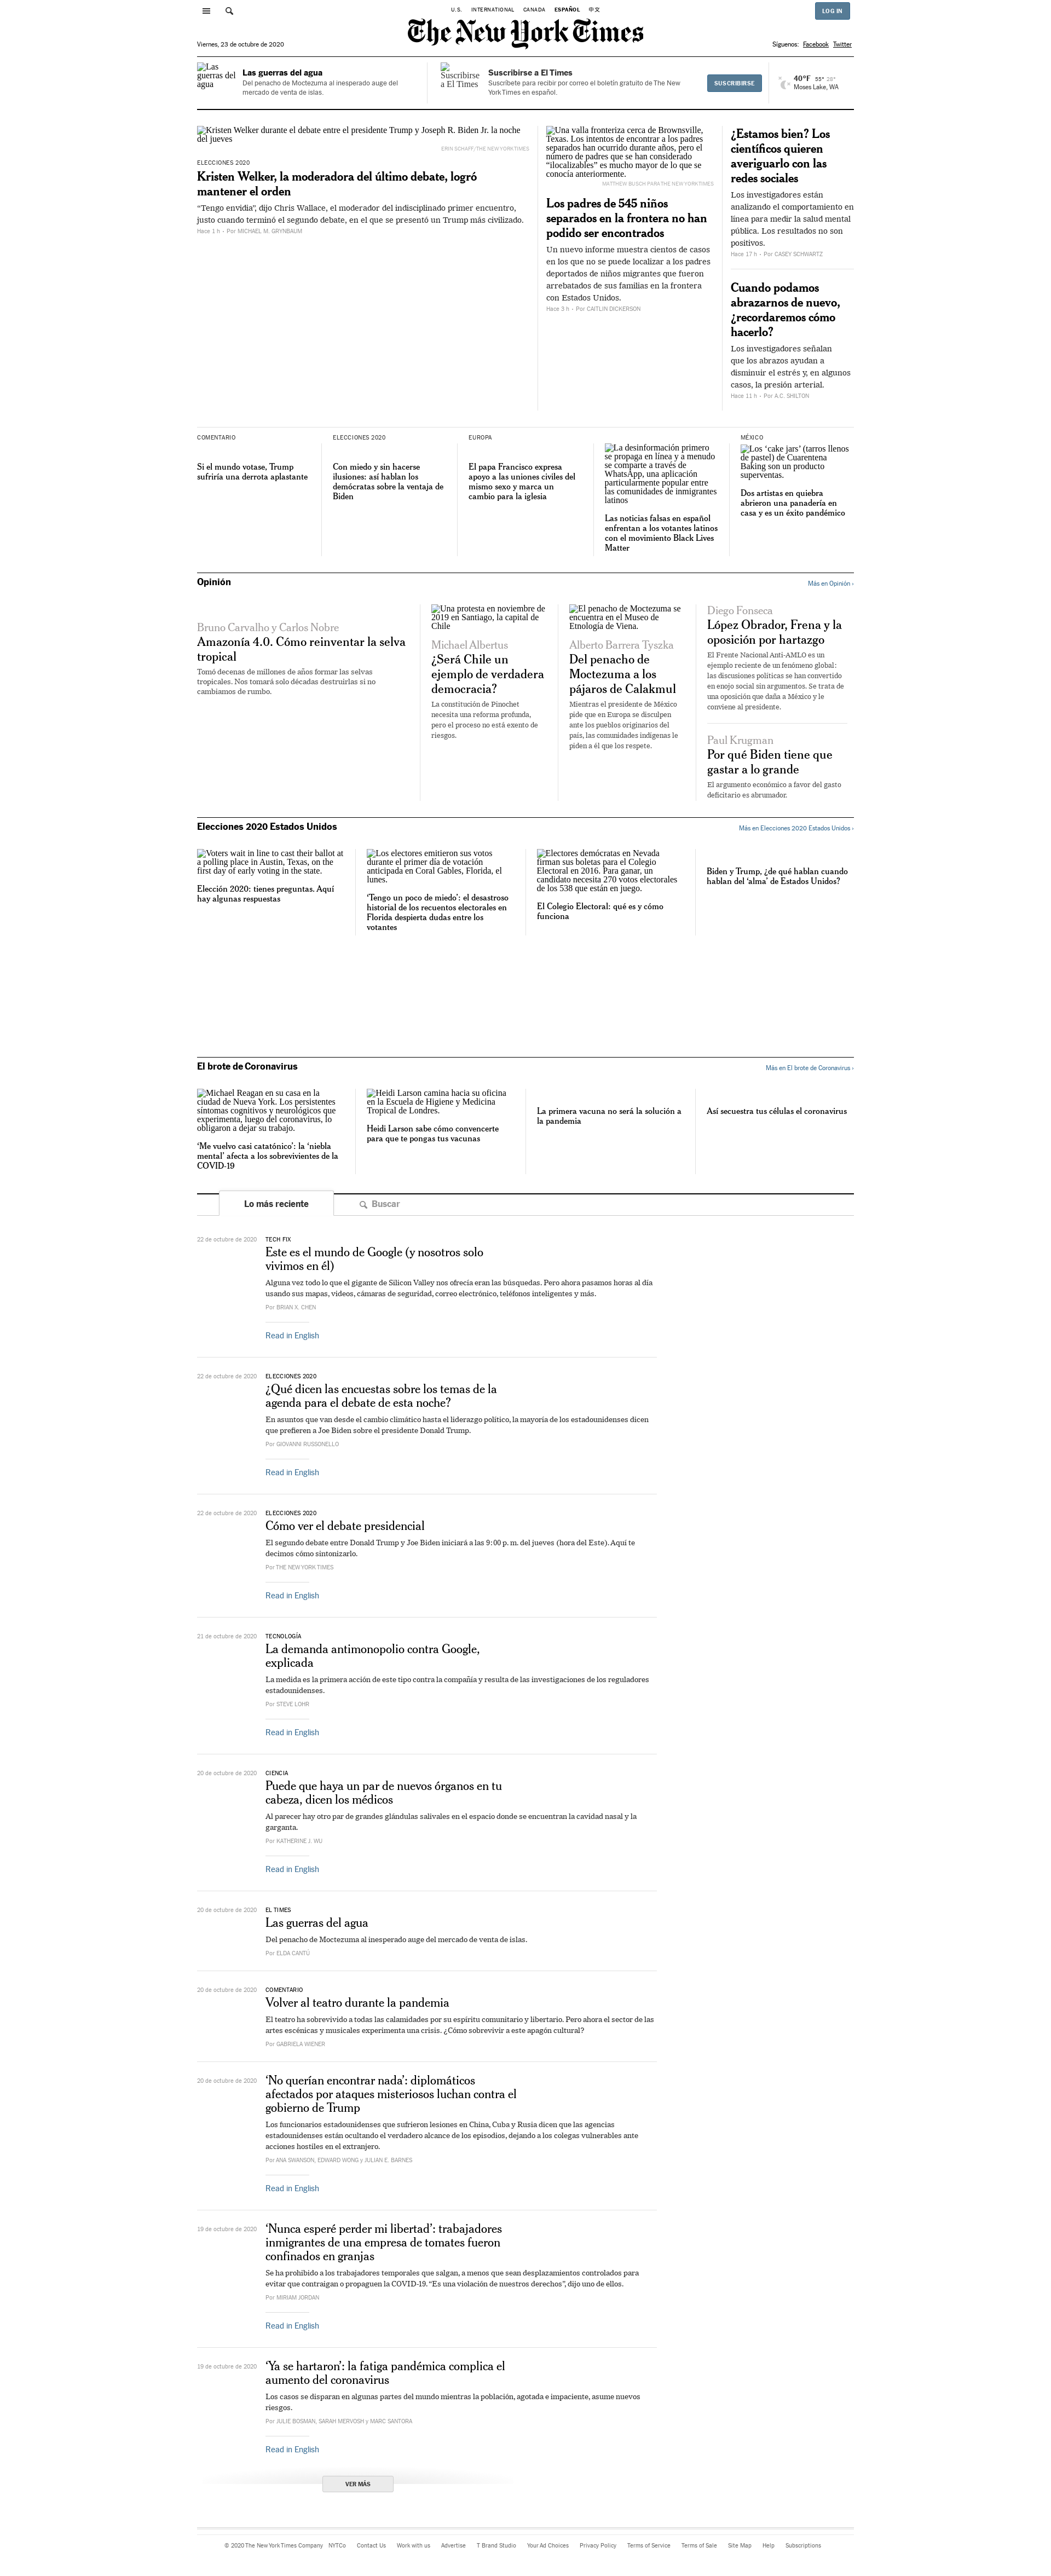 U.S.
INTERNATIONAL
CANADA
ESPAÑOL
中文
LOG IN
The New York Times
Viernes, 23 de octubre de 2020
Síguenos: Facebook Twitter
Las guerras del agua
Las guerras del agua
Del penacho de Moctezuma al inesperado auge del
mercado de venta de islas.
Suscribirse a El Times
Suscribirse a El Times
Suscríbete para recibir por correo el boletín gratuito de The New
York Times en español.
SUSCRIBIRSE
40°F 55° 28°
Moses Lake, WA
Kristen Welker durante el debate entre el presidente Trump y Joseph R. Biden Jr. la noche
del jueves
ERIN SCHAFF/THE NEW YORK TIMES
ELECCIONES 2020
Kristen Welker, la moderadora del último debate, logró
mantener el orden
“Tengo envidia”, dijo Chris Wallace, el moderador del indisciplinado primer encuentro,
justo cuando terminó el segundo debate, en el que se presentó un Trump más civilizado.
Hace 1 h · Por MICHAEL M. GRYNBAUM
Una valla fronteriza cerca de Brownsville,
Texas. Los intentos de encontrar a los padres
separados han ocurrido durante años, pero el
número de padres que se han considerado
“ilocalizables” es mucho mayor de lo que se
conocía anteriormente.
MATTHEW BUSCH PARA THE NEW YORK TIMES
Los padres de 545 niños
separados en la frontera no han
podido ser encontrados
Un nuevo informe muestra cientos de casos
en los que no se puede localizar a los padres
deportados de niños migrantes que fueron
arrebatados de sus familias en la frontera
con Estados Unidos.
Hace 3 h · Por CAITLIN DICKERSON
¿Estamos bien? Los
científicos quieren
averiguarlo con las
redes sociales
Los investigadores están
analizando el comportamiento en
línea para medir la salud mental
pública. Los resultados no son
positivos.
Hace 17 h · Por CASEY SCHWARTZ
Cuando podamos
abrazarnos de nuevo,
¿recordaremos cómo
hacerlo?
Los investigadores señalan
que los abrazos ayudan a
disminuir el estrés y, en algunos
casos, la presión arterial.
Hace 11 h · Por A.C. SHILTON
COMENTARIO
Si el mundo votase, Trump
sufriría una derrota aplastante
ELECCIONES 2020
Con miedo y sin hacerse
ilusiones: así hablan los
demócratas sobre la ventaja de
Biden
EUROPA
El papa Francisco expresa
apoyo a las uniones civiles del
mismo sexo y marca un
cambio para la iglesia
La desinformación primero
se propaga en línea y a menudo
se comparte a través de
WhatsApp, una aplicación
particularmente popular entre
las comunidades de inmigrantes
latinos
Las noticias falsas en español
enfrentan a los votantes latinos
con el movimiento Black Lives
Matter
MÉXICO
Los ‘cake jars’ (tarros llenos
de pastel) de Cuarentena
Baking son un producto
superventas.
Dos artistas en quiebra
abrieron una panadería en
casa y es un éxito pandémico
Opinión
Más en Opinión ›
Bruno Carvalho y Carlos Nobre
Amazonía 4.0. Cómo reinventar la selva
tropical
Tomó decenas de millones de años formar las selvas
tropicales. Nos tomará solo décadas destruirlas si no
cambiamos de rumbo.
Una protesta en noviembre de
2019 en Santiago, la capital de
Chile
Michael Albertus
¿Será Chile un
ejemplo de verdadera
democracia?
La constitución de Pinochet
necesita una reforma profunda,
pero el proceso no está exento de
riesgos.
El penacho de Moctezuma se
encuentra en el Museo de
Etnología de Viena.
Alberto Barrera Tyszka
Del penacho de
Moctezuma a los
pájaros de Calakmul
Mientras el presidente de México
pide que en Europa se disculpen
ante los pueblos originarios del
país, las comunidades indígenas le
piden a él que los respete.
Diego Fonseca
López Obrador, Frena y la
oposición por hartazgo
El Frente Nacional Anti-AMLO es un
ejemplo reciente de un fenómeno global:
las discusiones políticas se han convertido
en enojo social sin argumentos. Se trata de
una oposición que daña a México y le
conviene al presidente.
Paul Krugman
Por qué Biden tiene que
gastar a lo grande
El argumento económico a favor del gasto
deficitario es abrumador.
Elecciones 2020 Estados Unidos
Más en Elecciones 2020 Estados Unidos ›
Voters wait in line to cast their ballot at
a polling place in Austin, Texas, on the
first day of early voting in the state.
Elección 2020: tienes preguntas. Aquí
hay algunas respuestas
Los electores emitieron sus votos
durante el primer día de votación
anticipada en Coral Gables, Florida, el
lunes.
‘Tengo un poco de miedo’: el desastroso
historial de los recuentos electorales en
Florida despierta dudas entre los
votantes
Electores demócratas en Nevada
firman sus boletas para el Colegio
Electoral en 2016. Para ganar, un
candidato necesita 270 votos electorales
de los 538 que están en juego.
El Colegio Electoral: qué es y cómo
funciona
Biden y Trump, ¿de qué hablan cuando
hablan del ‘alma’ de Estados Unidos?
El brote de Coronavirus
Más en El brote de Coronavirus ›
Michael Reagan en su casa en la
ciudad de Nueva York. Los persistentes
síntomas cognitivos y neurológicos que
experimenta, luego del coronavirus, lo
obligaron a dejar su trabajo.
‘Me vuelvo casi catatónico’: la ‘niebla
mental’ afecta a los sobrevivientes de la
COVID-19
Heidi Larson camina hacia su oficina
en la Escuela de Higiene y Medicina
Tropical de Londres.
Heidi Larson sabe cómo convencerte
para que te pongas tus vacunas
La primera vacuna no será la solución a
la pandemia
Así secuestra tus células el coronavirus
Lo más reciente
Buscar
22 de octubre de 2020
TECH FIX
Este es el mundo de Google (y nosotros solo
vivimos en él)
Alguna vez todo lo que el gigante de Silicon Valley nos ofrecía eran las búsquedas. Pero ahora pasamos horas al día
usando sus mapas, videos, cámaras de seguridad, correo electrónico, teléfonos inteligentes y más.
Por BRIAN X. CHEN
Read in English
22 de octubre de 2020
ELECCIONES 2020
¿Qué dicen las encuestas sobre los temas de la
agenda para el debate de esta noche?
En asuntos que van desde el cambio climático hasta el liderazgo político, la mayoría de los estadounidenses dicen
que prefieren a Joe Biden sobre el presidente Donald Trump.
Por GIOVANNI RUSSONELLO
Read in English
22 de octubre de 2020
ELECCIONES 2020
Cómo ver el debate presidencial
El segundo debate entre Donald Trump y Joe Biden iniciará a las 9:00 p. m. del jueves (hora del Este). Aquí te
decimos cómo sintonizarlo.
Por THE NEW YORK TIMES
Read in English
21 de octubre de 2020
TECNOLOGÍA
La demanda antimonopolio contra Google,
explicada
La medida es la primera acción de este tipo contra la compañía y resulta de las investigaciones de los reguladores
estadounidenses.
Por STEVE LOHR
Read in English
20 de octubre de 2020
CIENCIA
Puede que haya un par de nuevos órganos en tu
cabeza, dicen los médicos
Al parecer hay otro par de grandes glándulas salivales en el espacio donde se encuentran la cavidad nasal y la
garganta.
Por KATHERINE J. WU
Read in English
20 de octubre de 2020
EL TIMES
Las guerras del agua
Del penacho de Moctezuma al inesperado auge del mercado de venta de islas.
Por ELDA CANTÚ
20 de octubre de 2020
COMENTARIO
Volver al teatro durante la pandemia
El teatro ha sobrevivido a todas las calamidades por su espíritu comunitario y libertario. Pero ahora el sector de las
artes escénicas y musicales experimenta una crisis. ¿Cómo sobrevivir a este apagón cultural?
Por GABRIELA WIENER
20 de octubre de 2020
‘No querían encontrar nada’: diplomáticos
afectados por ataques misteriosos luchan contra el
gobierno de Trump
Los funcionarios estadounidenses que sufrieron lesiones en China, Cuba y Rusia dicen que las agencias
estadounidenses están ocultando el verdadero alcance de los episodios, dejando a los colegas vulnerables ante
acciones hostiles en el extranjero.
Por ANA SWANSON, EDWARD WONG y JULIAN E. BARNES
Read in English
19 de octubre de 2020
‘Nunca esperé perder mi libertad’: trabajadores
inmigrantes de una empresa de tomates fueron
confinados en granjas
Se ha prohibido a los trabajadores temporales que salgan, a menos que sean desplazamientos controlados para
evitar que contraigan o propaguen la COVID-19. “Es una violación de nuestros derechos”, dijo uno de ellos.
Por MIRIAM JORDAN
Read in English
19 de octubre de 2020
‘Ya se hartaron’: la fatiga pandémica complica el
aumento del coronavirus
Los casos se disparan en algunas partes del mundo mientras la población, agotada e impaciente, asume nuevos
riesgos.
Por JULIE BOSMAN, SARAH MERVOSH y MARC SANTORA
Read in English
VER MÁS
© 2020 The New York Times Company NYTCo Contact Us Work with us Advertise T Brand Studio Your Ad Choices Privacy Policy Terms of Service Terms of Sale Site Map Help Subscriptions